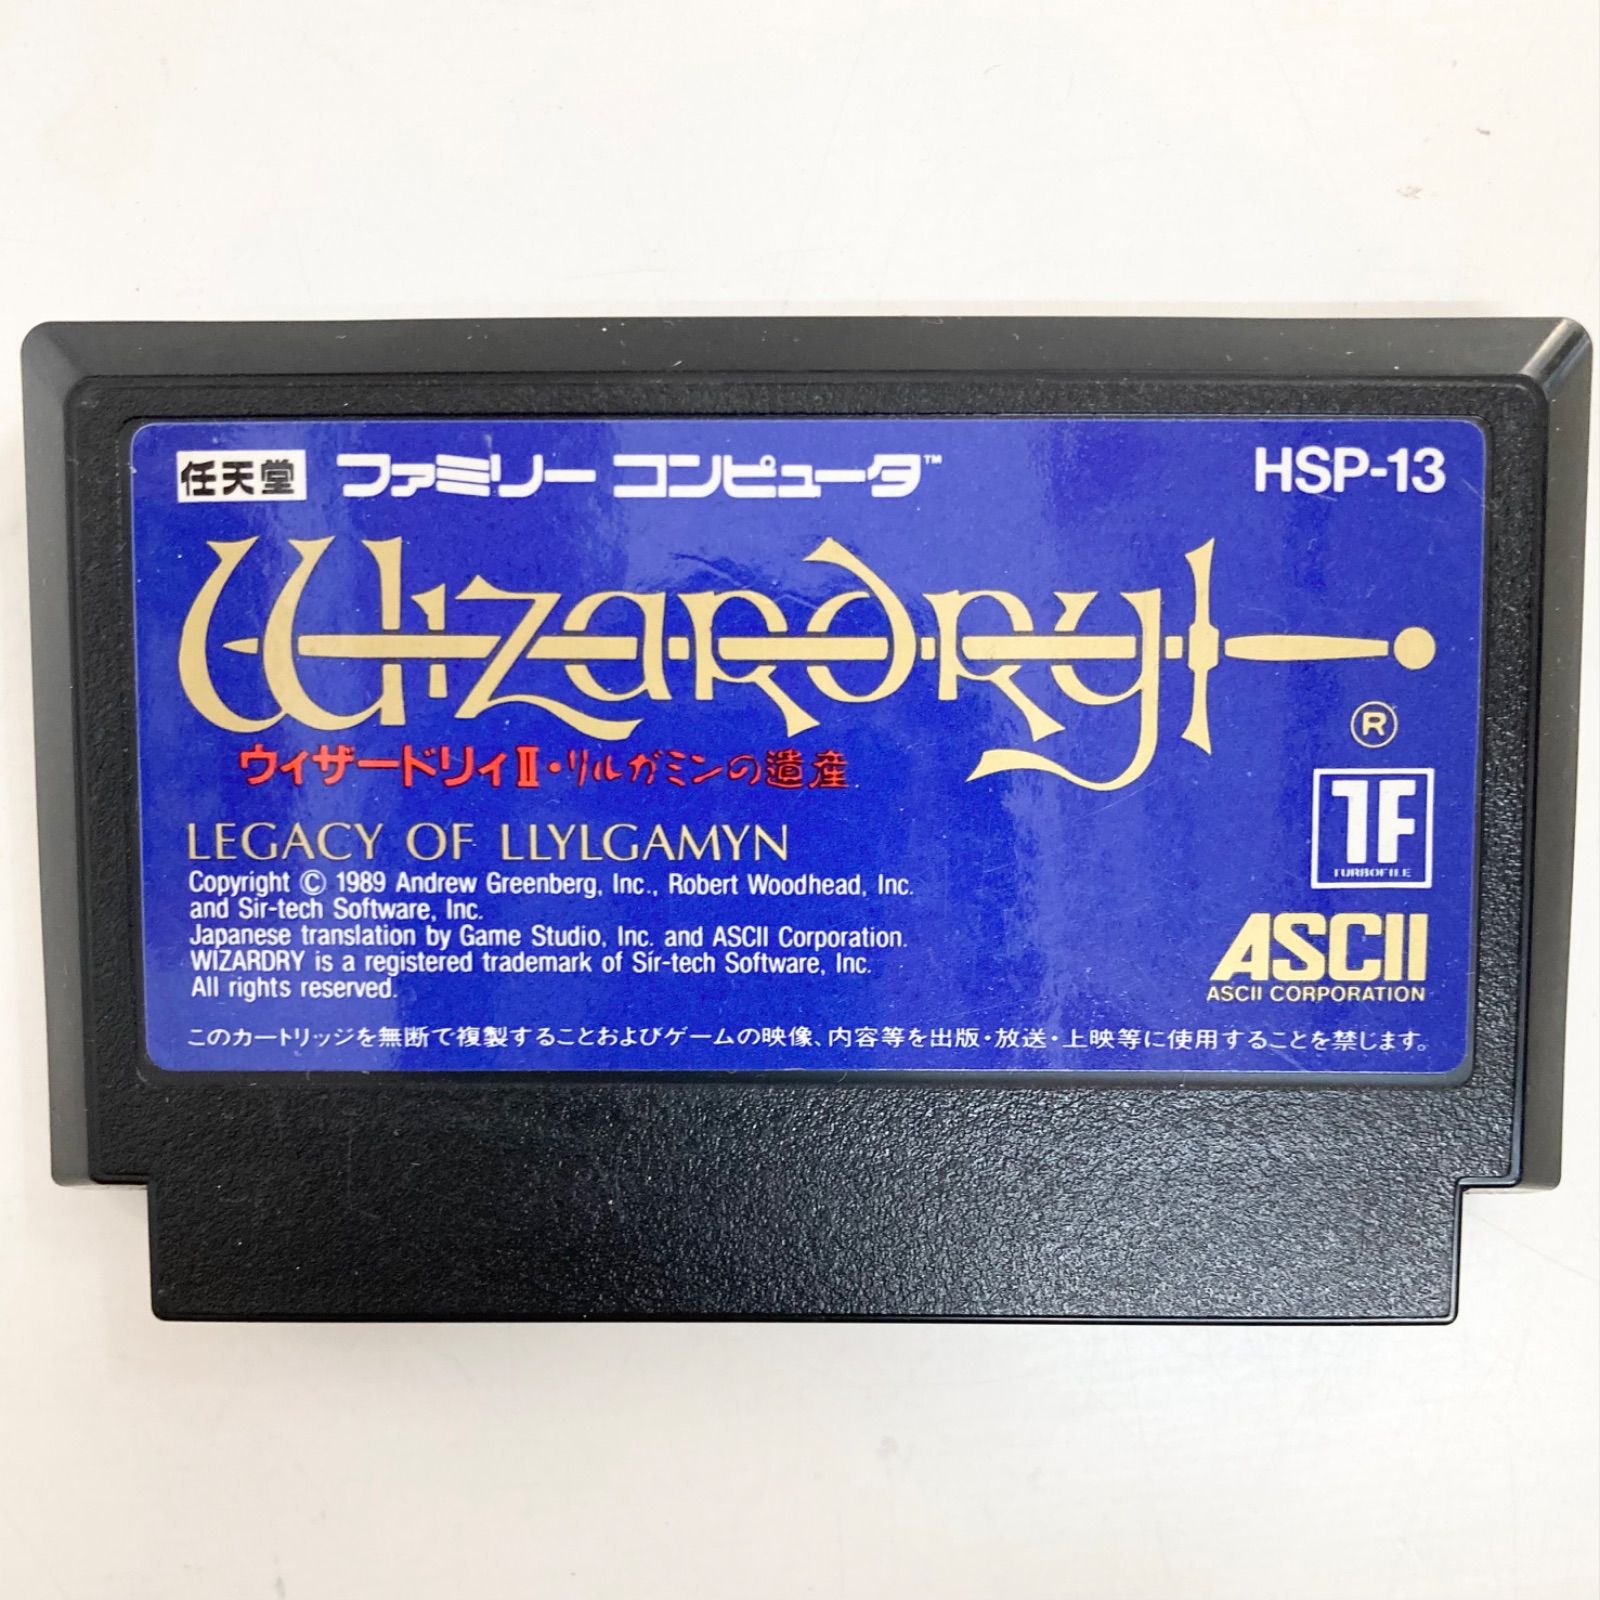 任天堂 ファミリー コンピュータ™ HSP-13
Wizardry
®
ウィザードリィⅡ・リルガミンの遺産
TF
TURBOFILE
LEGACY OF LLYLGAMYN
Copyright © 1989 Andrew Greenberg, Inc., Robert Woodhead, Inc.
and Sir-tech Software, Inc.
Japanese translation by Game Studio, Inc. and ASCII Corporation.
WIZARDRY is a registered trademark of Sir-tech Software, Inc.
All rights reserved.
ASCII
ASCII CORPORATION
このカートリッジを無断で複製することおよびゲームの映像、内容等を出版・放送・上映等に使用することを禁じます。